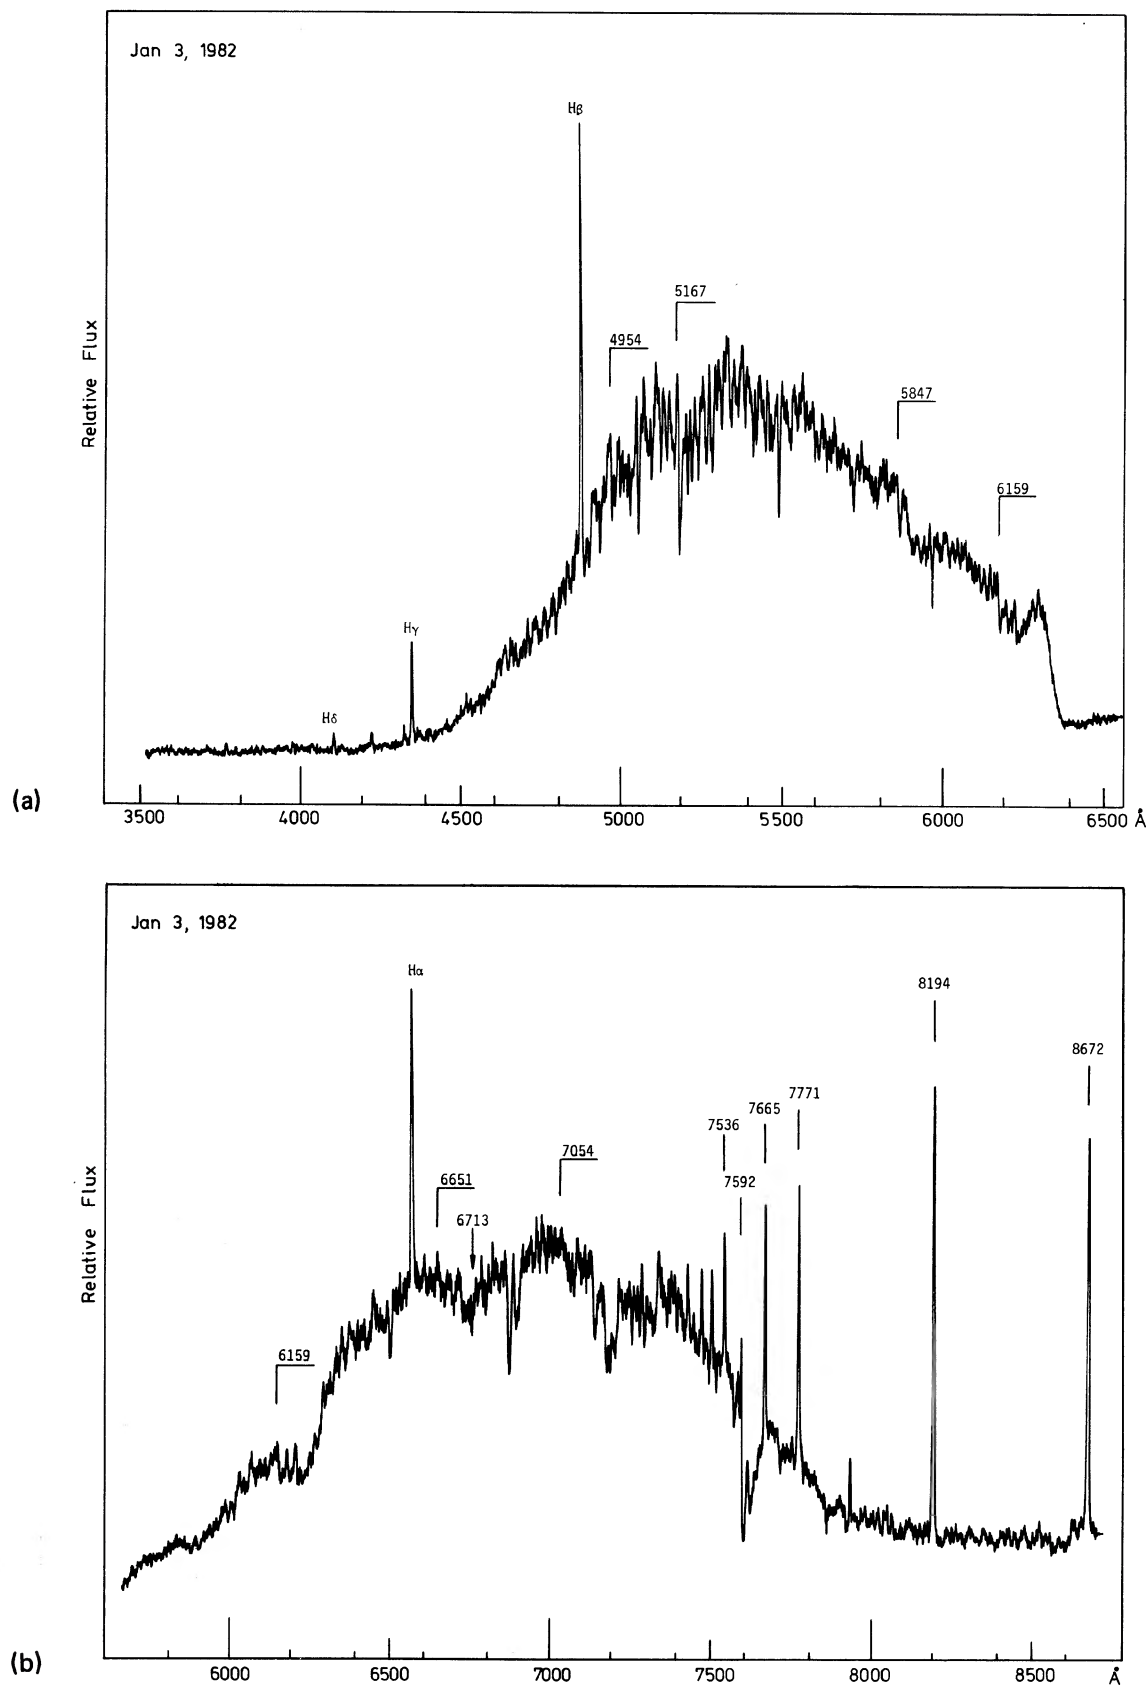 Jan 3, 1982
Hβ
5167
4954
5847
6159
Relative Flux
Hγ
Hδ
(a)
3500 4000 4500 5000 5500 6000 6500 Å
Jan 3, 1982
Hα
8194
8672
7771
7665
7536
7054
7592
6651
6713
Relative Flux
6159
(b)
6000 6500 7000 7500 8000 8500 Å